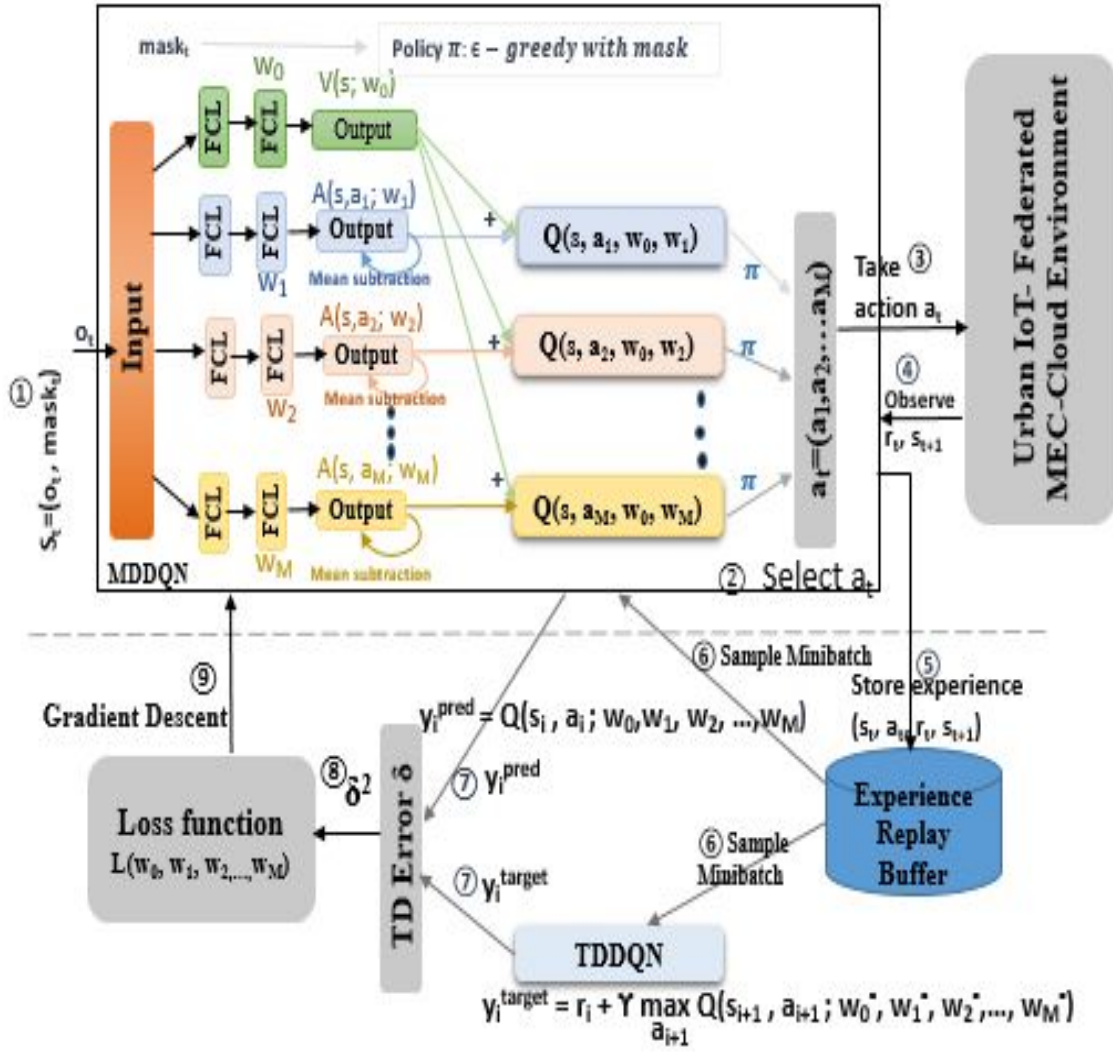 mask_t
Policy π: ϵ − greedy with mask
W_0
V(s; w_0)
FCL
FCL
Output
A(s,a_1; w_1)
FCL
FCL
Output
+
Q(s, a_1, w_0, w_1)
W_1
Mean subtraction
π
A(s,a_2; w_2)
FCL
FCL
Output
+
Q(s, a_2, w_0, w_2)
W_2
Mean subtraction
π
A(s, a_M; w_M)
FCL
FCL
Output
+
Q(s, a_M, w_0, w_M)
W_M
Mean subtraction
π
Input
o_t
① S_t=(o_t , mask_t)
MDDQN
a_t=(a_1,a_2,...a_M)
② Select a_t
Take ③
action a_t
④
Observe
r_t, s_{t+1}
Urban IoT- Federated
MEC-Cloud Environment
⑤
Store experience
(s_t, a_t, r_t, s_{t+1})
⑥ Sample Minibatch
Experience
Replay
Buffer
⑥ Sample
Minibatch
⑨
Gradient Descent
y_i^pred = Q(s_i , a_i ; w_0,w_1, w_2, ...,w_M)
⑦ y_i^pred
⑧ δ^2
TD Error δ
Loss function
L(w_0, w_1, w_2,...,w_M)
⑦ y_i^target
TDDQN
y_i^target = r_i + ϒ max Q(s_{i+1} , a_{i+1} ; w_0^-, w_1^-, w_2^-,..., w_M^-)
a_{i+1}